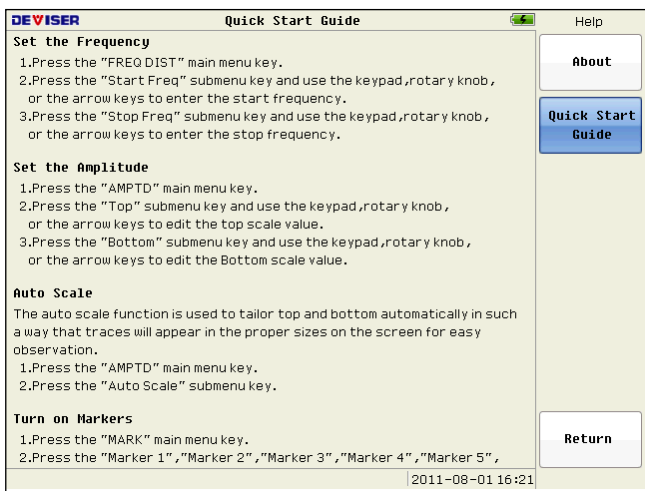 DEVISER Quick Start Guide Help
Set the Frequency
1.Press the "FREQ DIST" main menu key.
2.Press the "Start Freq" submenu key and use the keypad,rotary knob,
or the arrow keys to enter the start frequency.
3.Press the "Stop Freq" submenu key and use the keypad,rotary knob,
or the arrow keys to enter the stop frequency.
Set the Amplitude
1.Press the "AMPTD" main menu key.
2.Press the "Top" submenu key and use the keypad,rotary knob,
or the arrow keys to edit the top scale value.
3.Press the "Bottom" submenu key and use the keypad,rotary knob,
or the arrow keys to edit the Bottom scale value.
Auto Scale
The auto scale function is used to tailor top and bottom automatically in such
a way that traces will appear in the proper sizes on the screen for easy
observation.
1.Press the "AMPTD" main menu key.
2.Press the "Auto Scale" submenu key.
Turn on Markers
1.Press the "MARK" main menu key.
2.Press the "Marker 1","Marker 2","Marker 3","Marker 4","Marker 5",
2011-08-01 16:21
About
Quick Start
Guide
Return